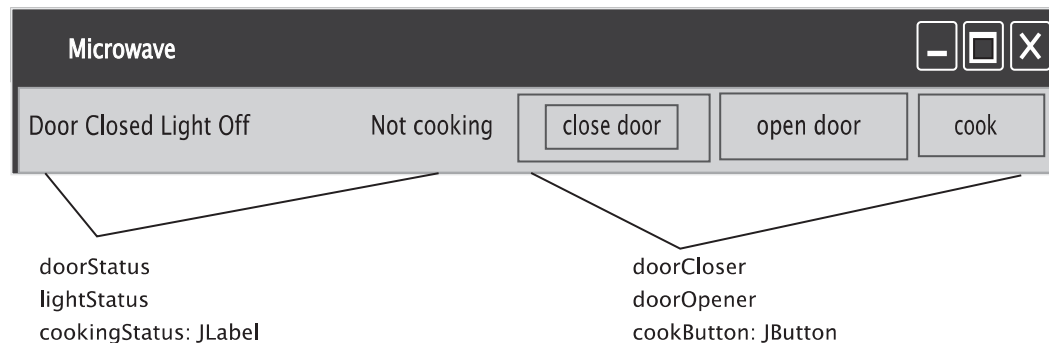 Microwave
Door Closed Light Off Not cooking close door open door cook
doorStatus
lightStatus
cookingStatus: JLabel
doorCloser
doorOpener
cookButton: JButton